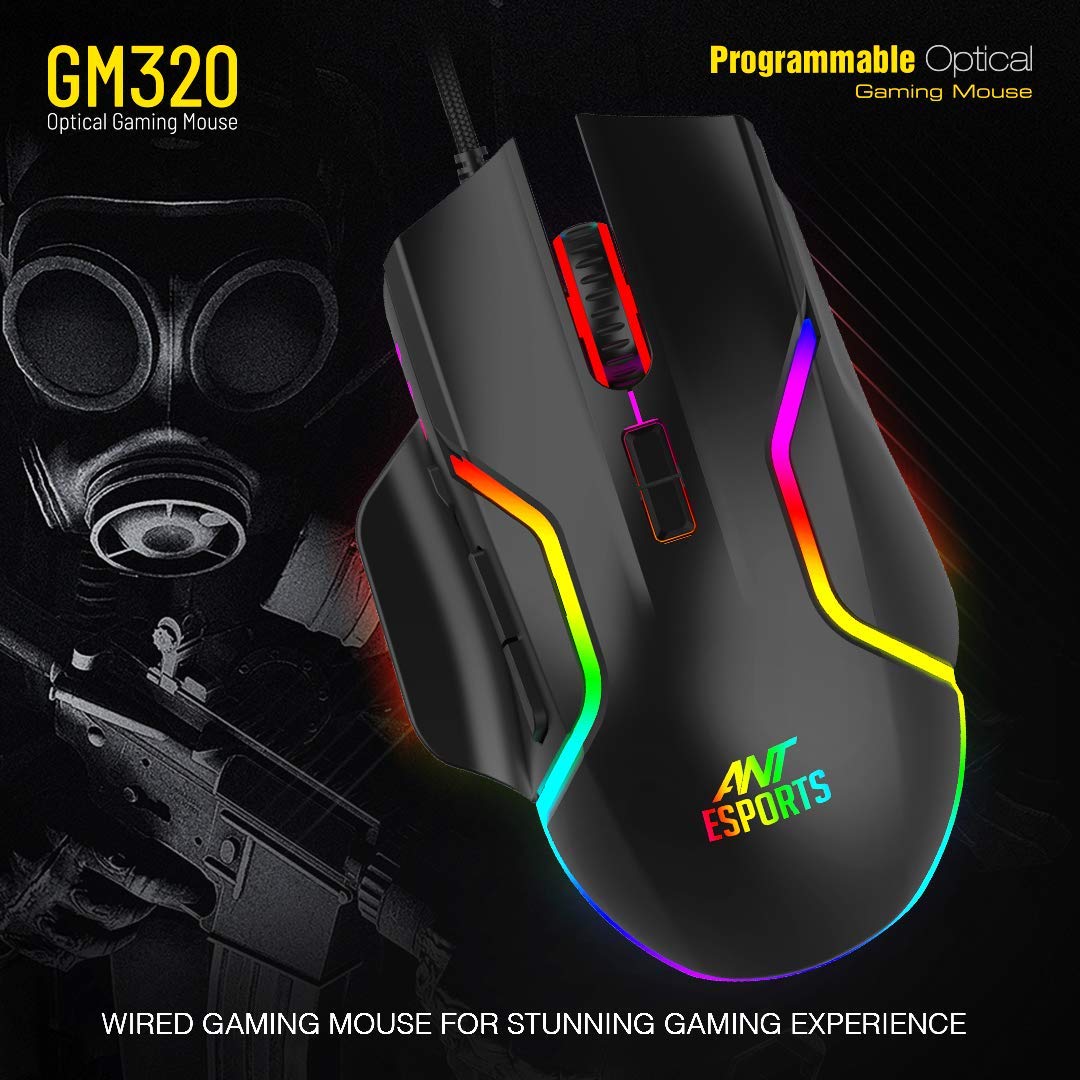 GM320
Optical Gaming Mouse
Programmable Optical
Gaming Mouse
ANT
ESPORTS
WIRED GAMING MOUSE FOR STUNNING GAMING EXPERIENCE